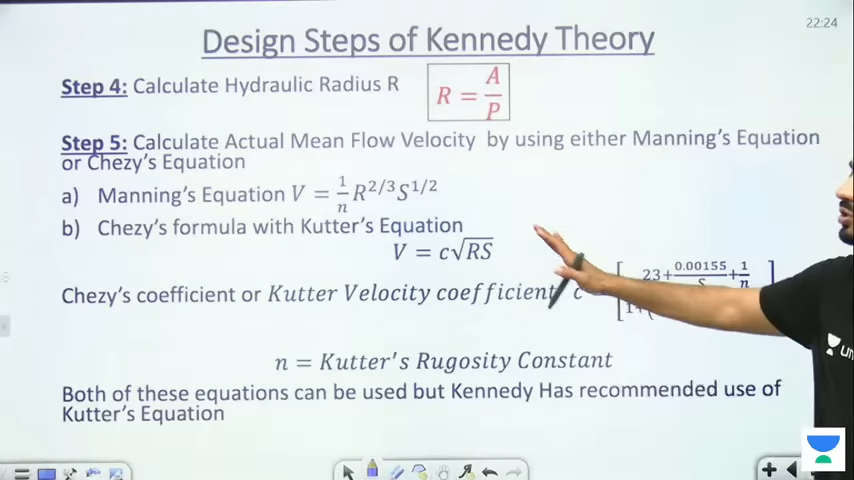 22:24
Design Steps of Kennedy Theory
Step 4: Calculate Hydraulic Radius R R = A/P
Step 5: Calculate Actual Mean Flow Velocity by using either Manning's Equation
or Chezy's Equation
a) Manning's Equation V = 1/n R^2/3 S^1/2
b) Chezy's formula with Kutter's Equation
V = c√RS
Chezy's coefficient or Kutter Velocity coefficient c [ 23+ 0.00155/S + 1/n ]
n = Kutter's Rugosity Constant
Both of these equations can be used but Kennedy Has recommended use of
Kutter's Equation